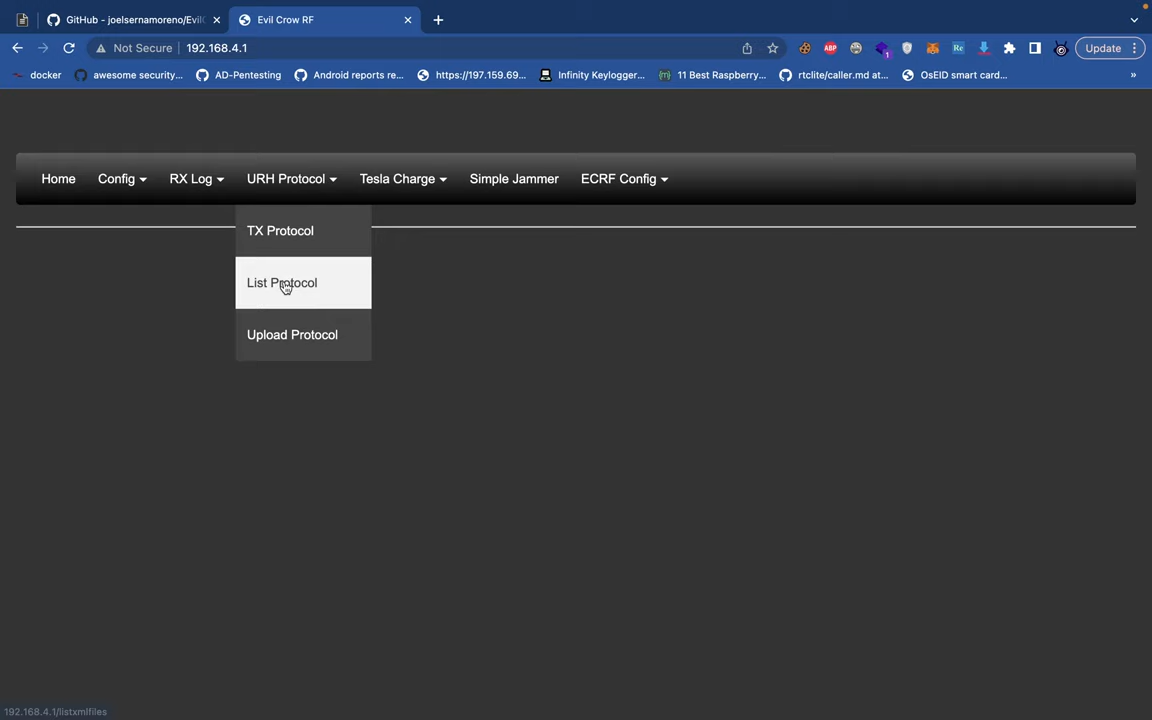 GitHub - joelsernamoreno/Evil
Evil Crow RF
Not Secure
192.168.4.1
ABP
1
Re
Update
docker
awesome security...
AD-Pentesting
Android reports re...
https://197.159.69...
Infinity Keylogger...
11 Best Raspberry...
rtclite/caller.md at...
OsEID smart card...
»
Home
Config
RX Log
URH Protocol
Tesla Charge
Simple Jammer
ECRF Config
TX Protocol
List Protocol
Upload Protocol
192.168.4.1/listxmlfiles